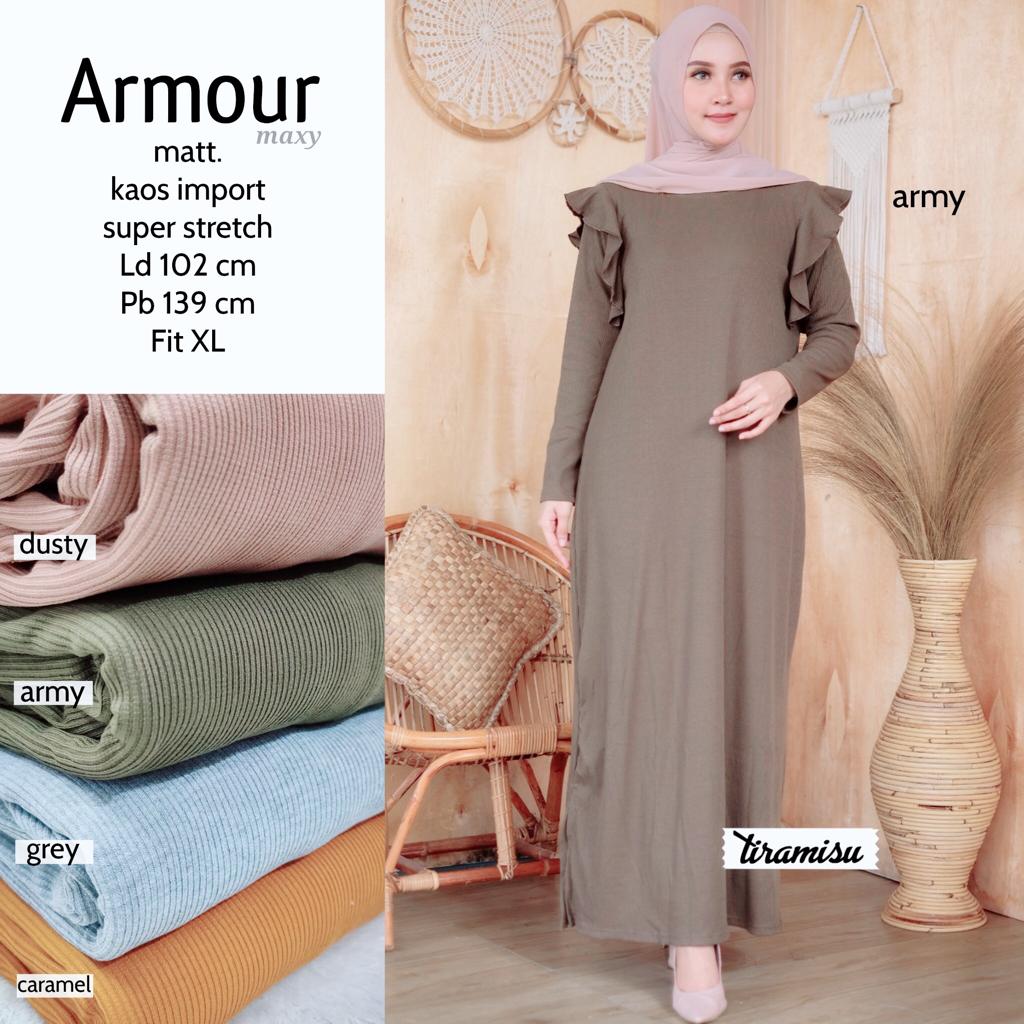 Armour
maxy
matt.
kaos import
super stretch
Ld 102 cm
Pb 139 cm
Fit XL
army
dusty
army
grey
caramel
tiramisu